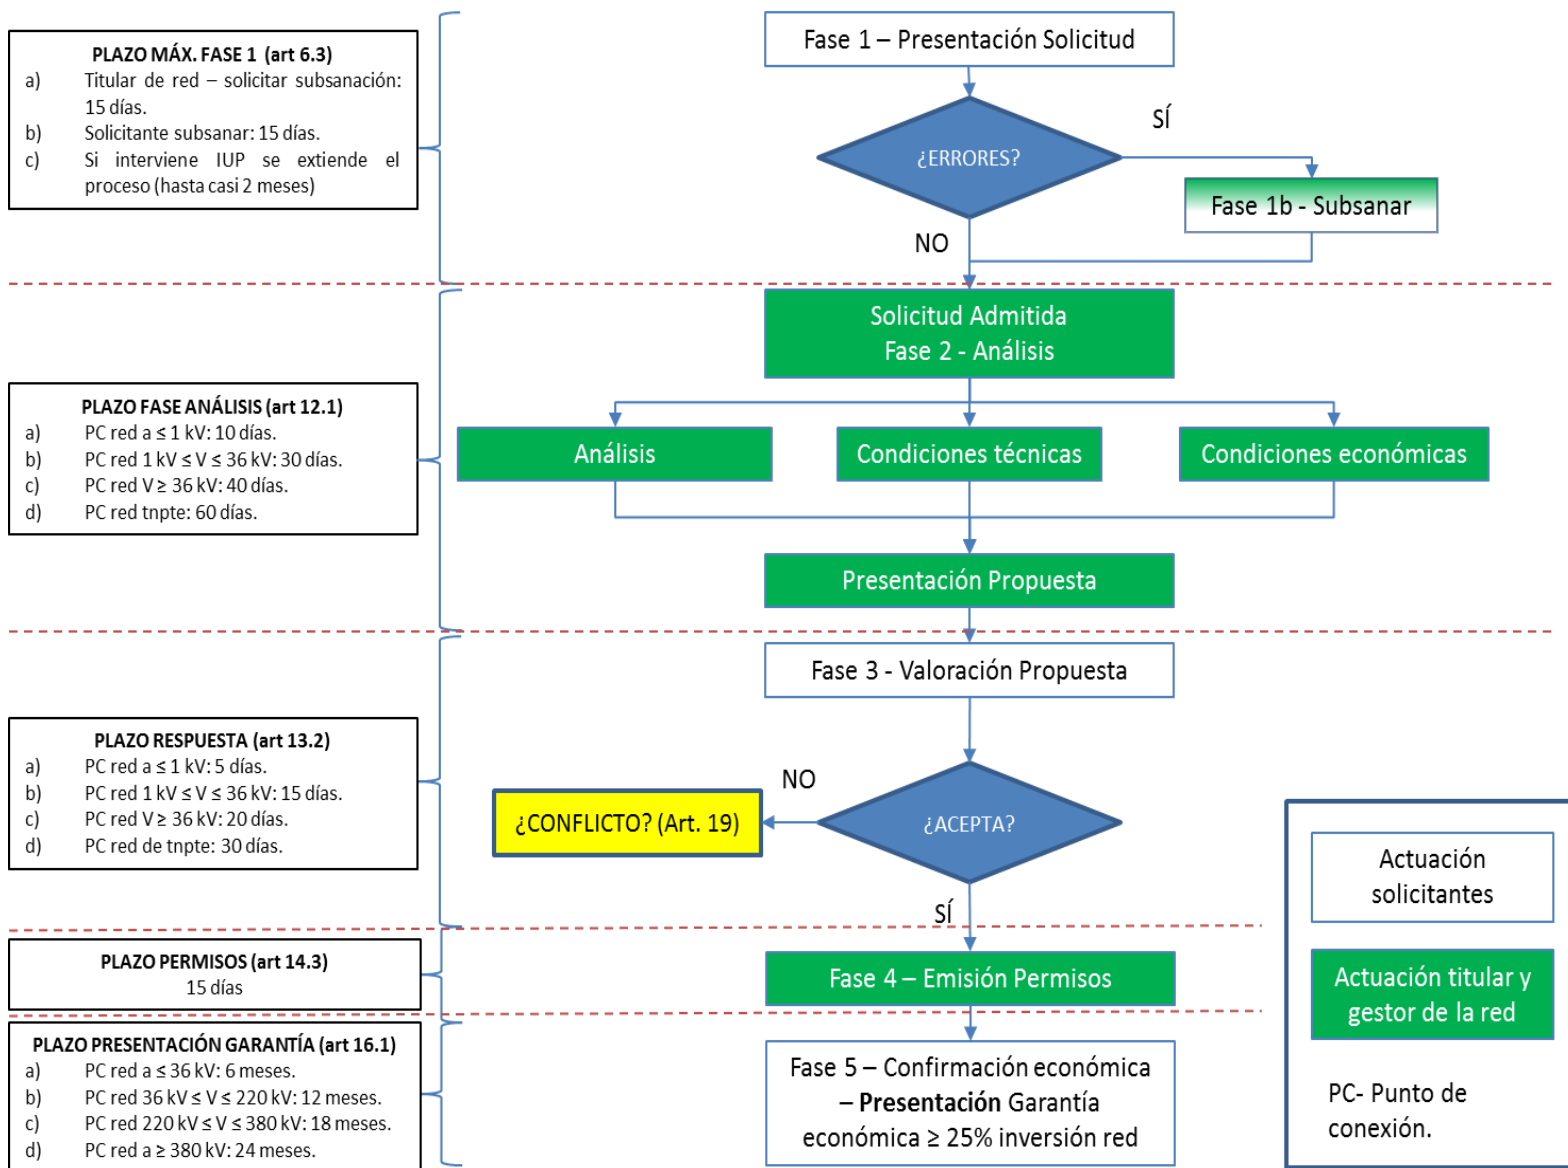 PLAZO MÁX. FASE 1 (art 6.3)
a) Titular de red – solicitar subsanación:
15 días.
b) Solicitante subsanar: 15 días.
c) Si interviene IUP se extiende el
proceso (hasta casi 2 meses)
Fase 1 – Presentación Solicitud
¿ERRORES?
SÍ
Fase 1b - Subsanar
NO
Solicitud Admitida
Fase 2 - Análisis
PLAZO FASE ANÁLISIS (art 12.1)
a) PC red a ≤ 1 kV: 10 días.
b) PC red 1 kV ≤ V ≤ 36 kV: 30 días.
c) PC red V ≥ 36 kV: 40 días.
d) PC red tnpte: 60 días.
Análisis
Condiciones técnicas
Condiciones económicas
Presentación Propuesta
Fase 3 - Valoración Propuesta
PLAZO RESPUESTA (art 13.2)
a) PC red a ≤ 1 kV: 5 días.
b) PC red 1 kV ≤ V ≤ 36 kV: 15 días.
c) PC red V ≥ 36 kV: 20 días.
d) PC red de tnpte: 30 días.
NO
¿CONFLICTO? (Art. 19)
¿ACEPTA?
SÍ
PLAZO PERMISOS (art 14.3)
15 días
Fase 4 – Emisión Permisos
PLAZO PRESENTACIÓN GARANTÍA (art 16.1)
a) PC red a ≤ 36 kV: 6 meses.
b) PC red 36 kV ≤ V ≤ 220 kV: 12 meses.
c) PC red 220 kV ≤ V ≤ 380 kV: 18 meses.
d) PC red a ≥ 380 kV: 24 meses.
Fase 5 – Confirmación económica
– Presentación Garantía
económica ≥ 25% inversión red
Actuación
solicitantes
Actuación titular y
gestor de la red
PC- Punto de
conexión.